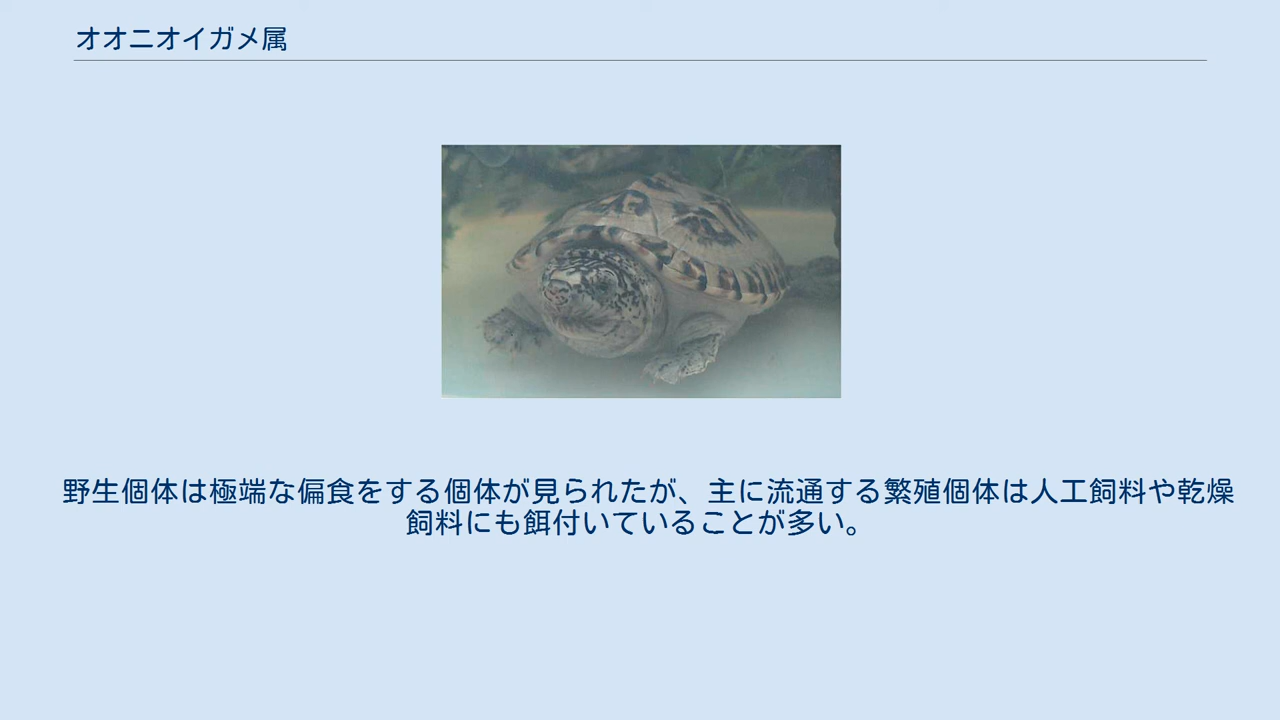 オオニオイガメ属
野生個体は極端な偏食をする個体が見られたが、主に流通する繁殖個体は人工飼料や乾燥
飼料にも餌付いていることが多い。